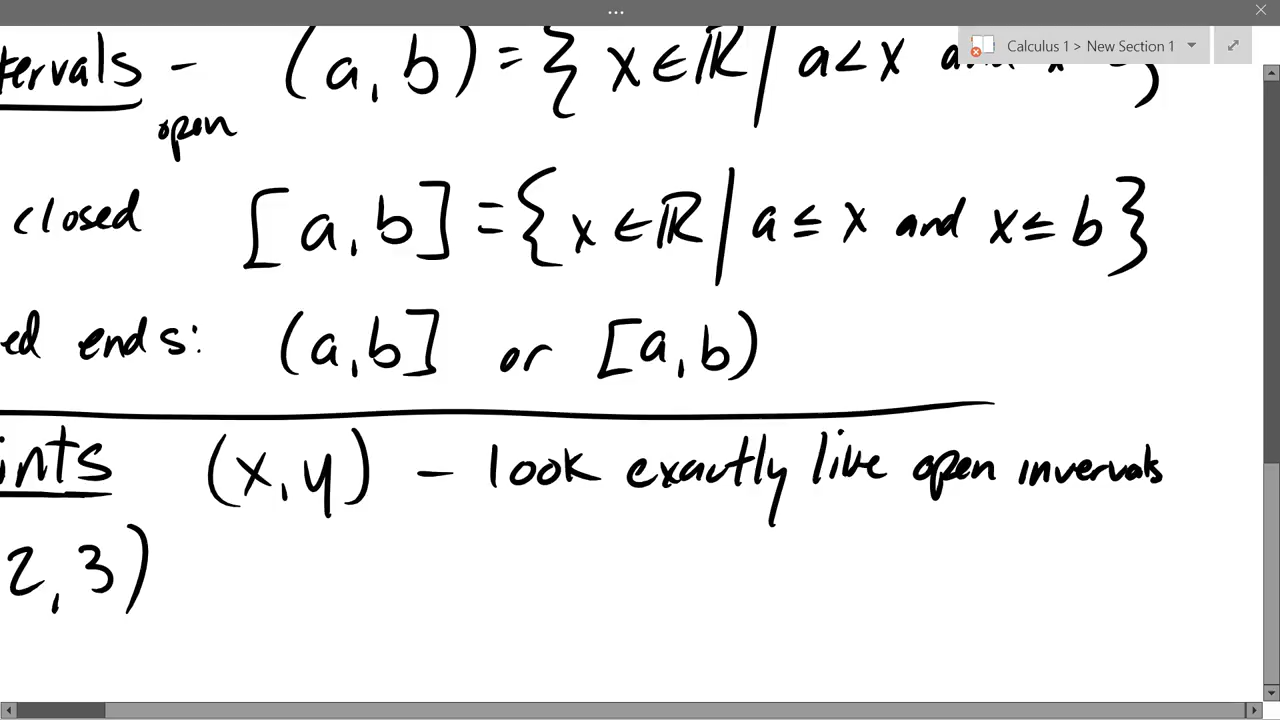 Calculus 1 > New Section 1
tervals - (a,b) = { x∈ℝ | a<x and x }
open
closed [a,b] = { x∈ℝ | a≤x and x≤b }
ed ends: (a,b] or [a,b)
ints (x,y) - look exactly like open invervals
2,3)